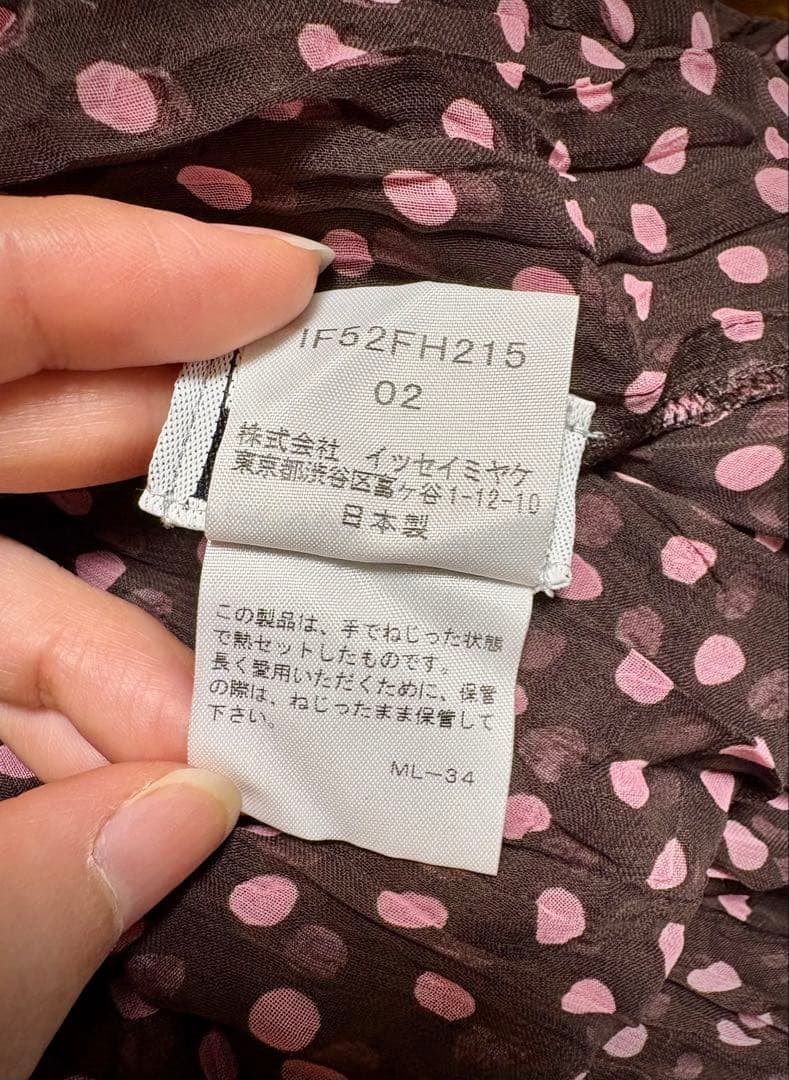 IF52FH215
02
株式会社 イッセイミヤケ
東京都渋谷区富ヶ谷1-12-10
日本製
この製品は、手でねじった状態
で熱セットしたものです。
長く愛用いただくために、保管
の際は、ねじったまま保管して
下さい。
ML-34